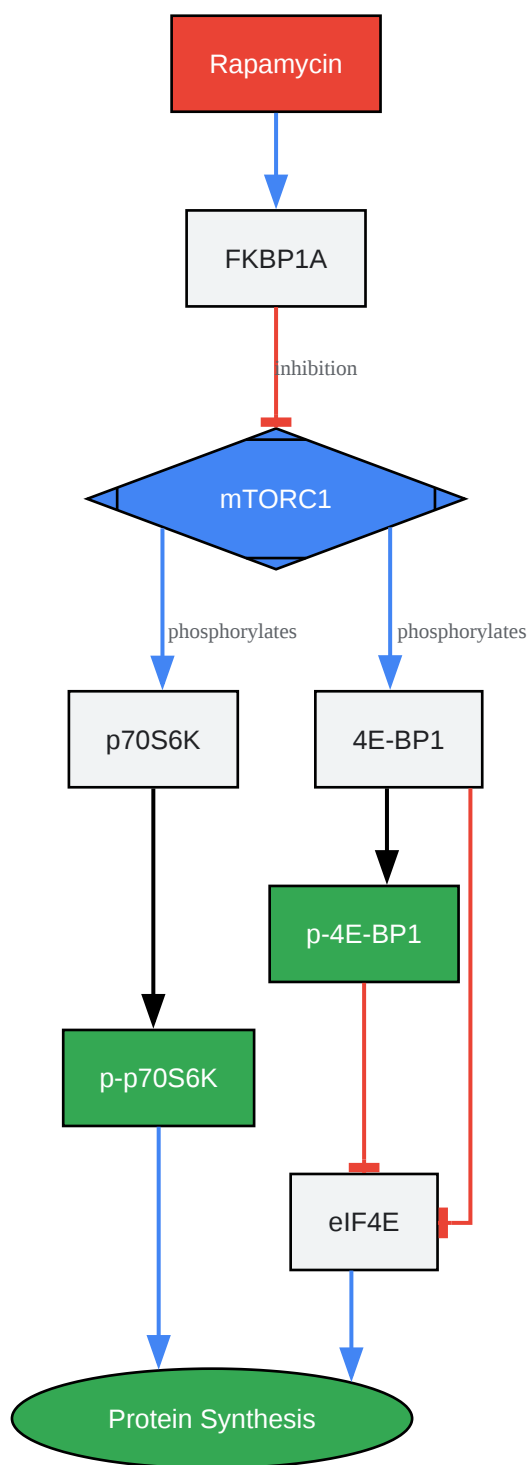 Rapamycin
FKBP1A
inhibition
mTORC1
phosphorylates
phosphorylates
p70S6K
4E-BP1
p-4E-BP1
p-p70S6K
eIF4E
Protein Synthesis